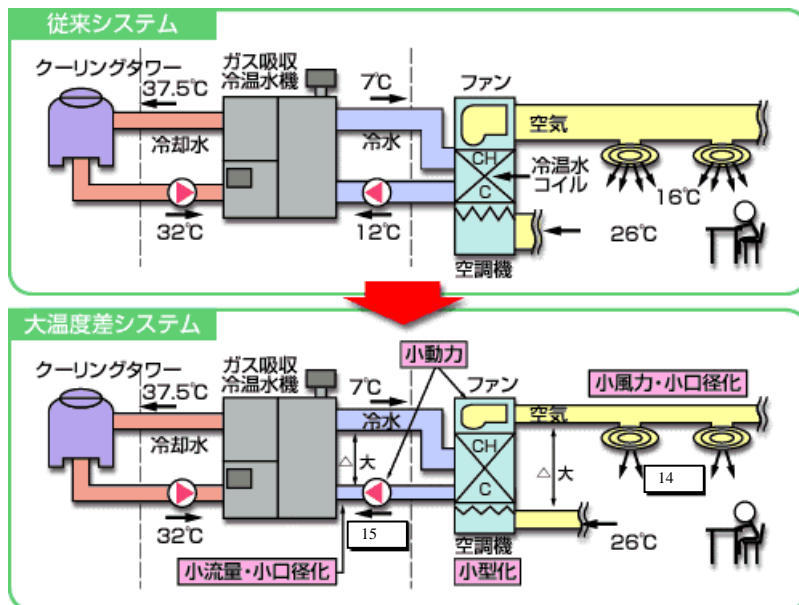 従来システム
クーリングタワー
37.5℃
ガス吸収
冷温水機
7℃
ファン
空気
冷却水
冷水
CH
C
冷温水
コイル
16℃
32℃
12℃
26℃
空調機
大温度差システム
小動力
クーリングタワー
37.5℃
ガス吸収
冷温水機
7℃
ファン
小風力・小口径化
空気
冷却水
冷水
CH
C
△大
△大
14
15
32℃
26℃
空調機
小流量・小口径化
小型化